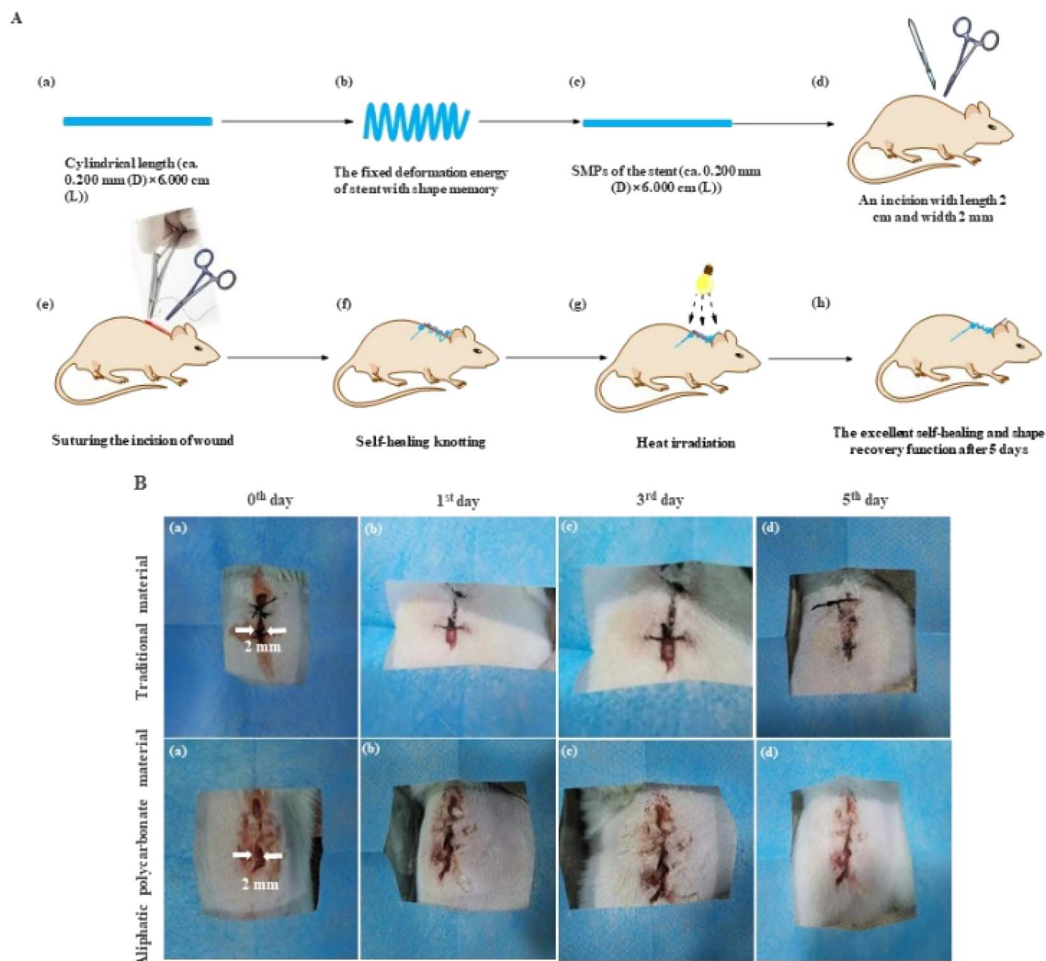 A
(a)
(b)
(c)
(d)
Cylindrical length (ca.
0.200 mm (D)×6.000 cm
(L))
The fixed deformation energy
of stent with shape memory
SMPs of the stent (ca. 0.200 mm
(D)×6.000 cm (L))
An incision with length 2
cm and width 2 mm
(e)
(f)
(g)
(h)
Suturing the incision of wound
Self-healing knotting
Heat irradiation
The excellent self-healing and shape
recovery function after 5 days
B
0th day
1st day
3rd day
5th day
Traditional material
(a)
2 mm
(b)
(c)
(d)
Aliphatic polycarbonate material
(a)
2 mm
(b)
(c)
(d)